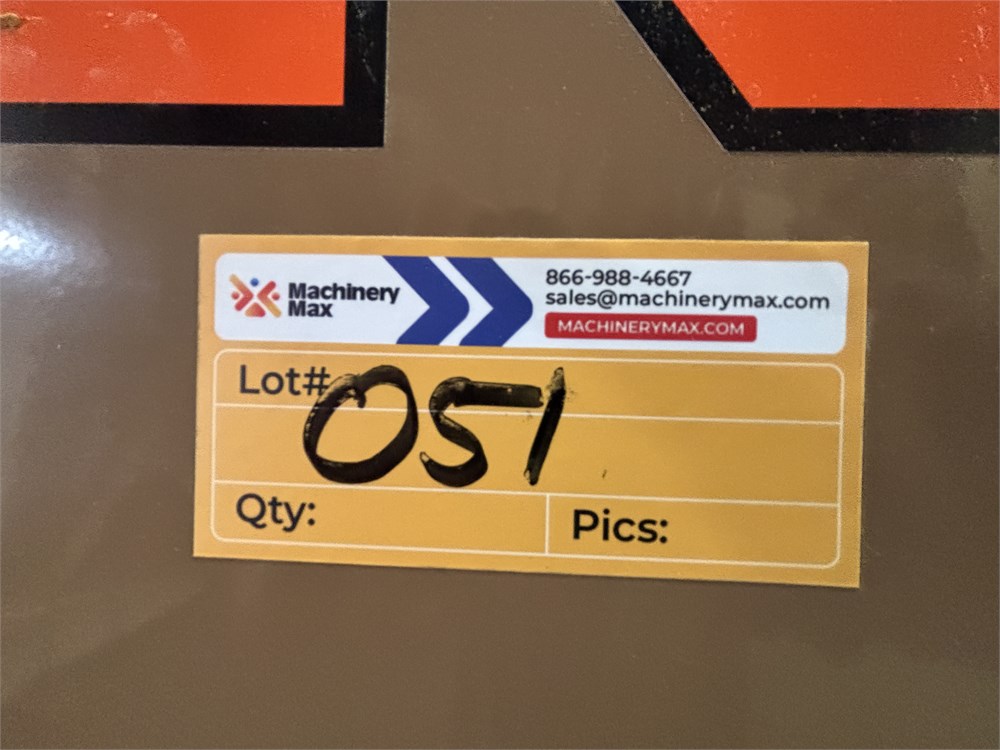 Machinery
Max
866-988-4667
sales@machinerymax.com
MACHINERYMAX.COM
Lot#
051
Qty:
Pics: